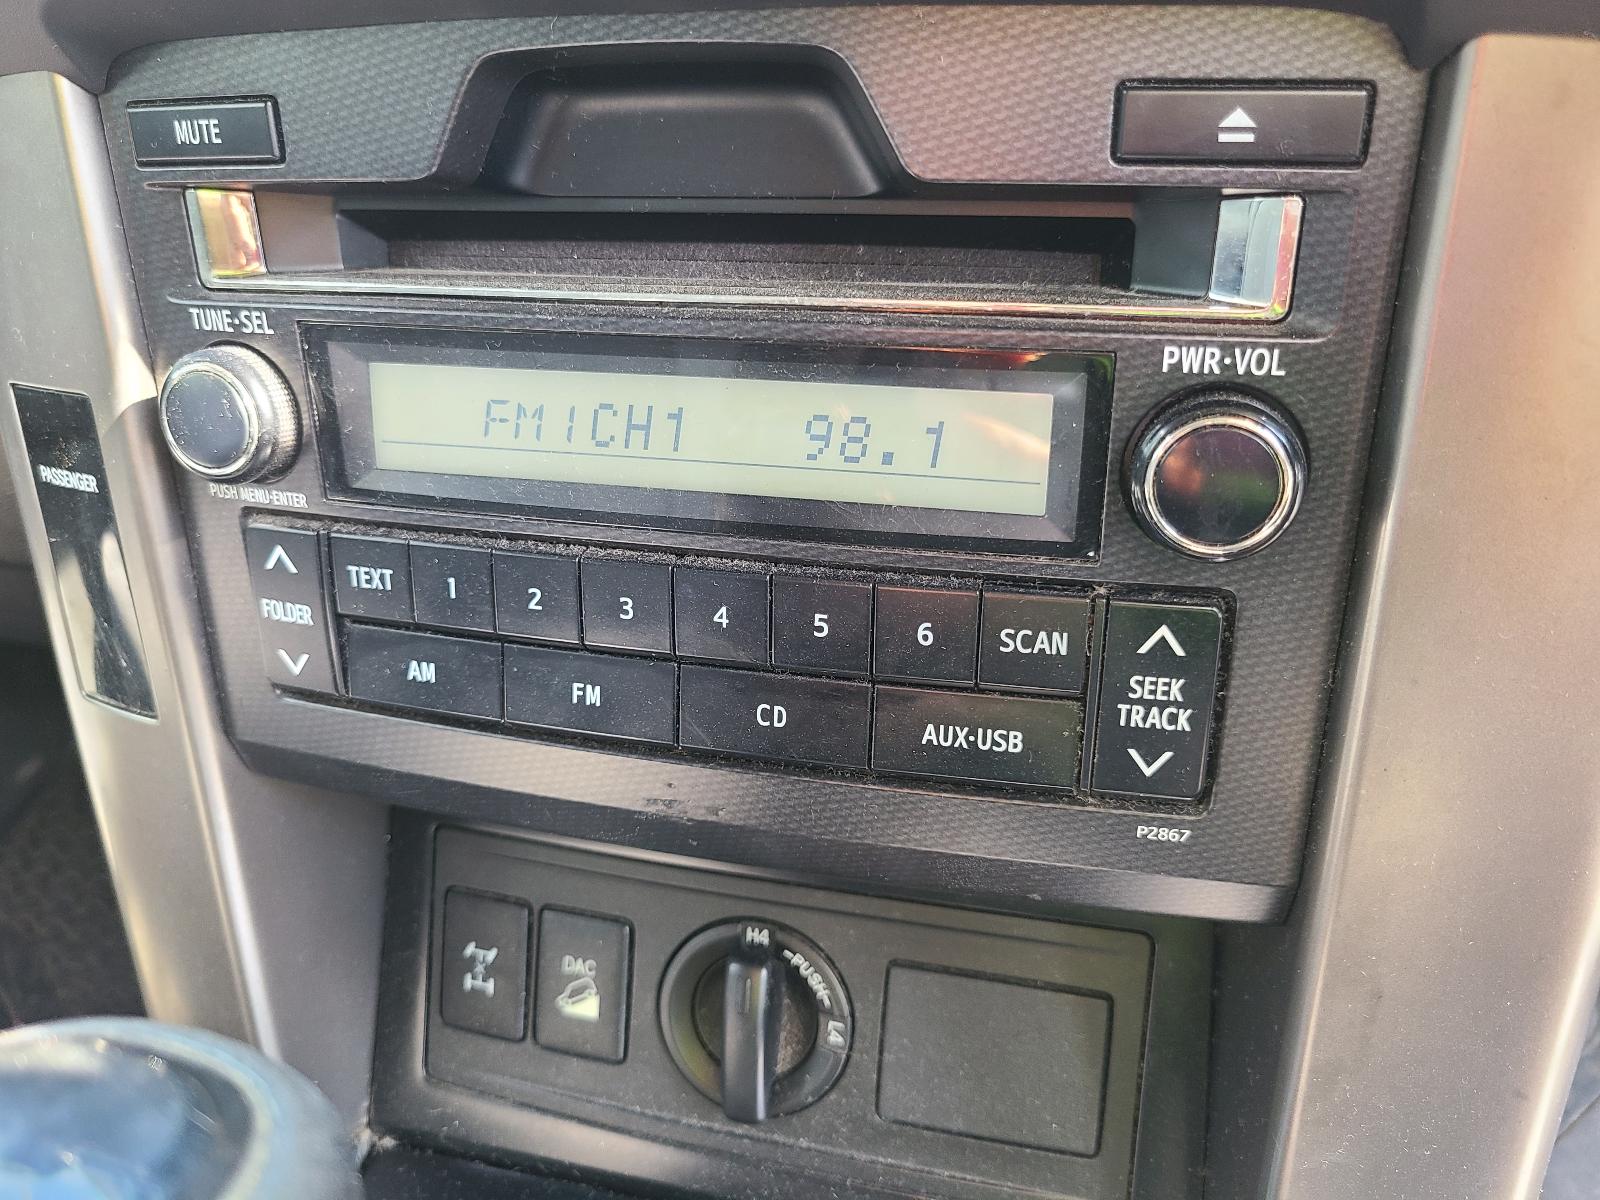 MUTE
TUNE·SEL
PWR·VOL
FM1CH1 98.1
PUSH MENU·ENTER
PASSENGER
TEXT 1 2 3 4 5 6 SCAN
FOLDER
AM FM CD AUX·USB
SEEK
TRACK
P2867
H4
-PUSH-
L4
DAC